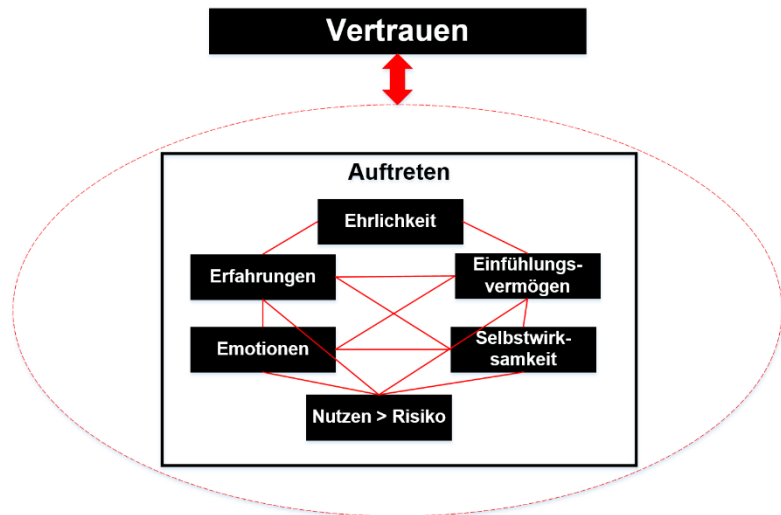 Vertrauen
Auftreten
Ehrlichkeit
Erfahrungen
Einfühlungs-
vermögen
Emotionen
Selbstwirk-
samkeit
Nutzen > Risiko